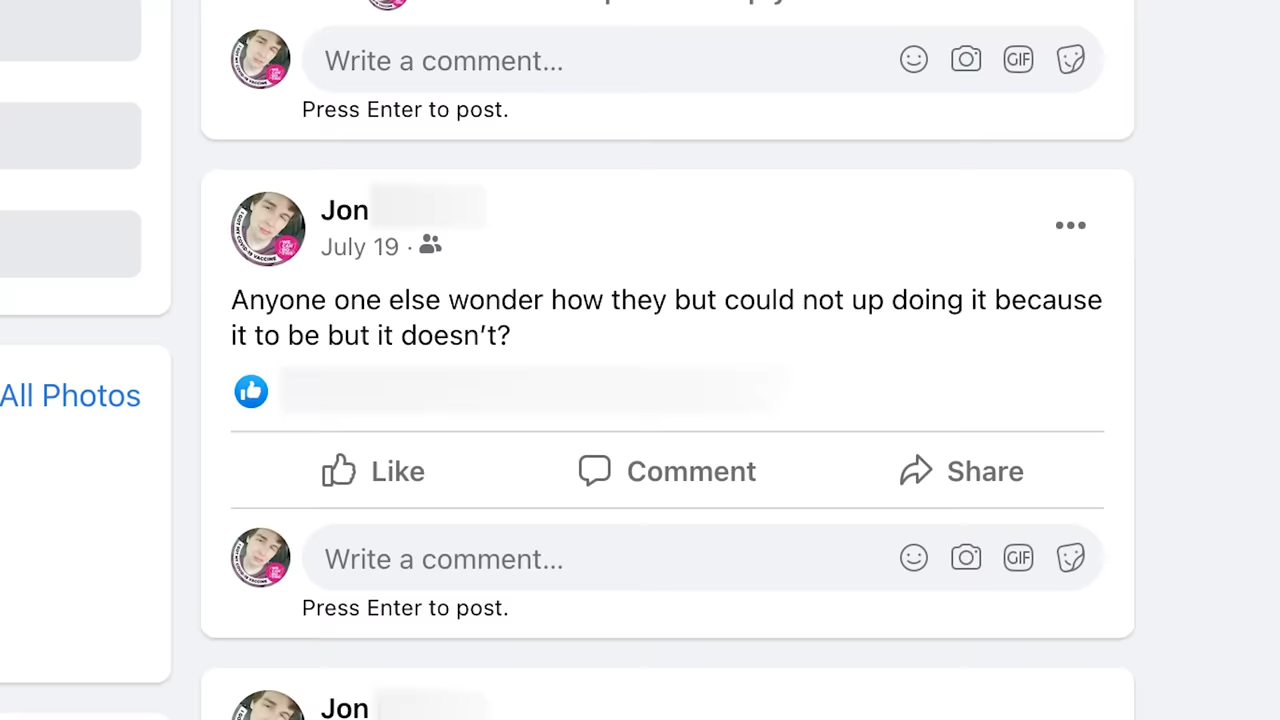 Write a comment...
GIF
Press Enter to post.
Jon
July 19 ·
Anyone one else wonder how they but could not up doing it because
it to be but it doesn't?
All Photos
Like
Comment
Share
Write a comment...
GIF
Press Enter to post.
Jon